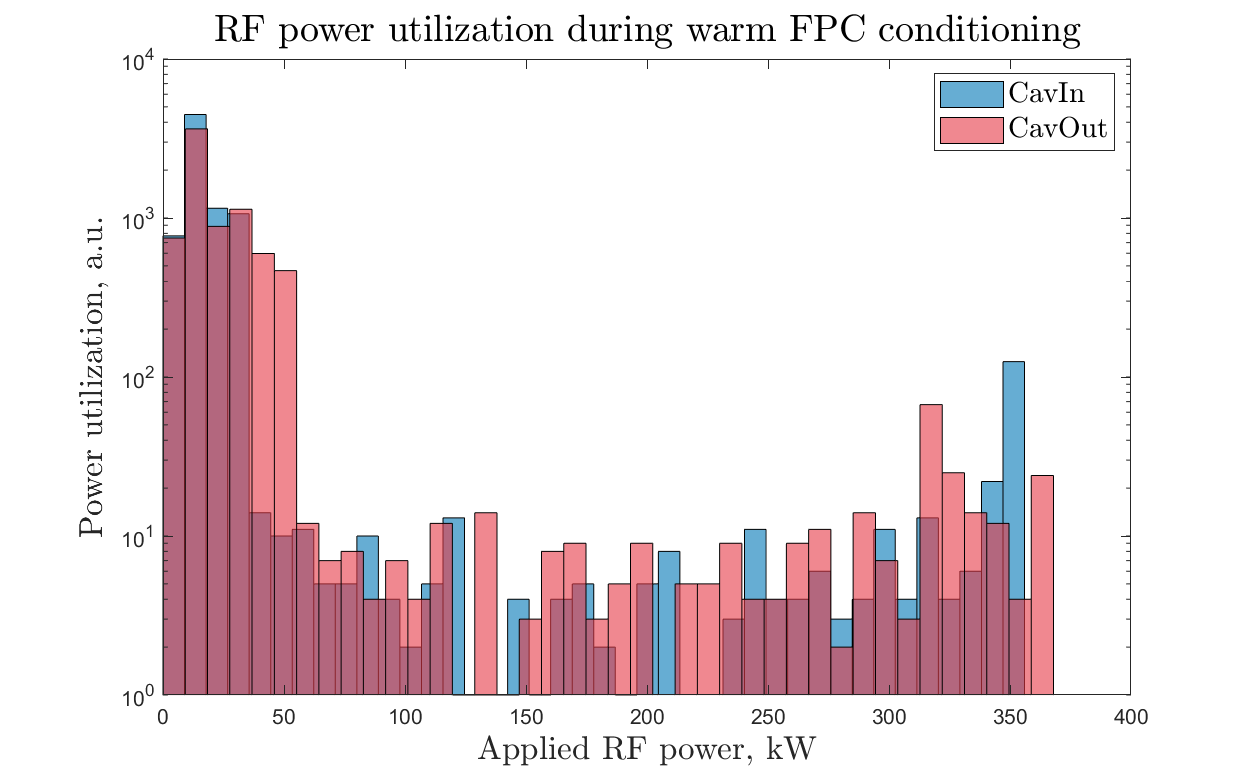 RF power utilization during warm FPC conditioning
CavIn
CavOut
Power utilization, a.u.
10^4
10^3
10^2
10^1
10^0
0 50 100 150 200 250 300 350 400
Applied RF power, kW